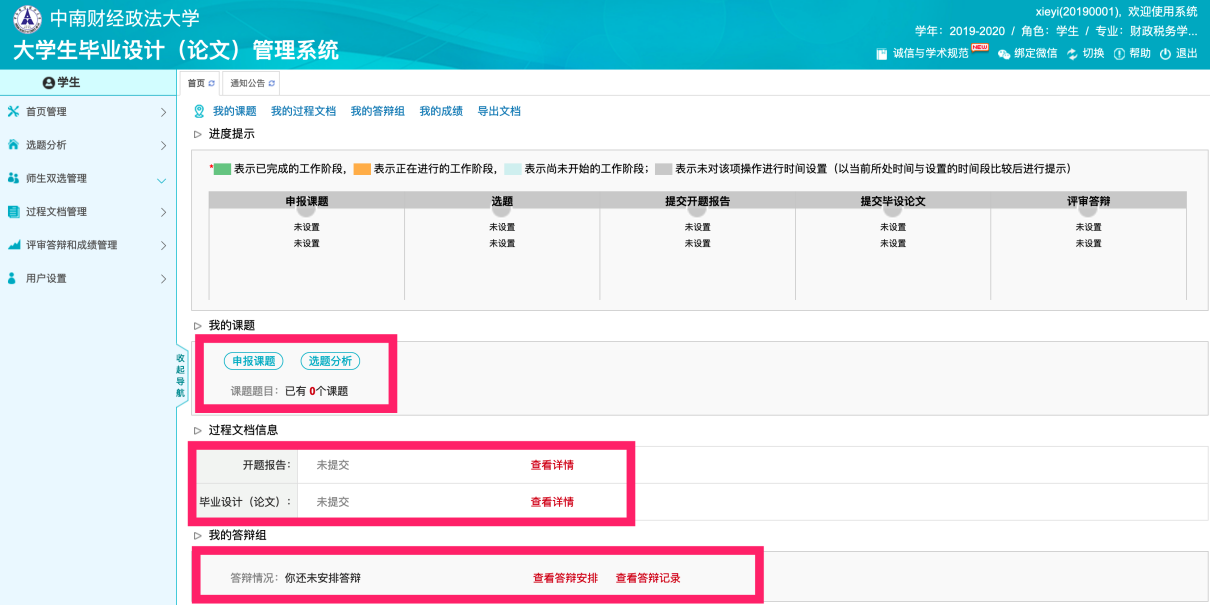 中南财经政法大学
大学生毕业设计（论文）管理系统
xieyi(20190001)，欢迎使用系统
学年：2019-2020 / 角色：学生 / 专业：财政税务学...
诚信与学术规范 NEW 绑定微信 切换 帮助 退出
学生
首页管理
选题分析
师生双选管理
过程文档管理
评审答辩和成绩管理
用户设置
收起导航
首页 通知公告
我的课题 我的过程文档 我的答辩组 我的成绩 导出文档
进度提示
*表示已完成的工作阶段， 表示正在进行的工作阶段， 表示尚未开始的工作阶段； 表示未对该项操作进行时间设置（以当前所处时间与设置的时间段比较后进行提示）
申报课题 选题 提交开题报告 提交毕设论文 评审答辩
未设置 未设置 未设置 未设置 未设置
未设置 未设置 未设置 未设置 未设置
我的课题
申报课题 选题分析
课题题目：已有 0个课题
过程文档信息
开题报告： 未提交 查看详情
毕业设计（论文）： 未提交 查看详情
我的答辩组
答辩情况：你还未安排答辩 查看答辩安排 查看答辩记录